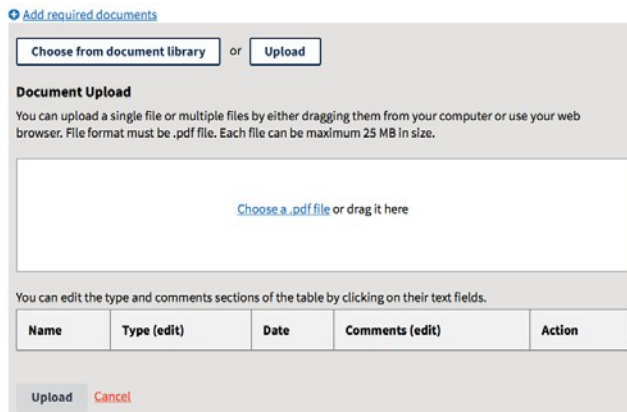 Add required documents
Choose from document library or Upload
Document Upload
You can upload a single file or multiple files by either dragging them from your computer or use your web
browser. File format must be .pdf file. Each file can be maximum 25 MB in size.
Choose a .pdf file or drag it here
You can edit the type and comments sections of the table by clicking on their text fields.
Name Type (edit) Date Comments (edit) Action
Upload Cancel